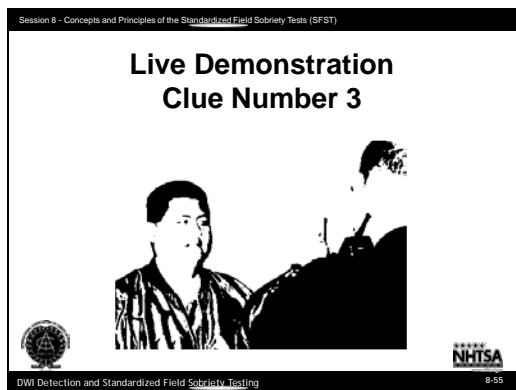 Session 8 - Concepts and Principles of the Standardized Field Sobriety Tests (SFST)
Live Demonstration
Clue Number 3
NHTSA
DWI Detection and Standardized Field Sobriety Testing
8-55